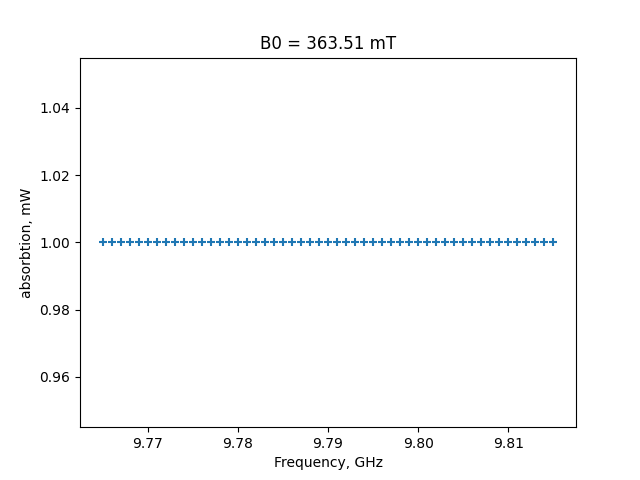 B0 = 363.51 mT
1.04
1.02
1.00
0.98
0.96
absorbtion, mW
9.77 9.78 9.79 9.80 9.81
Frequency, GHz